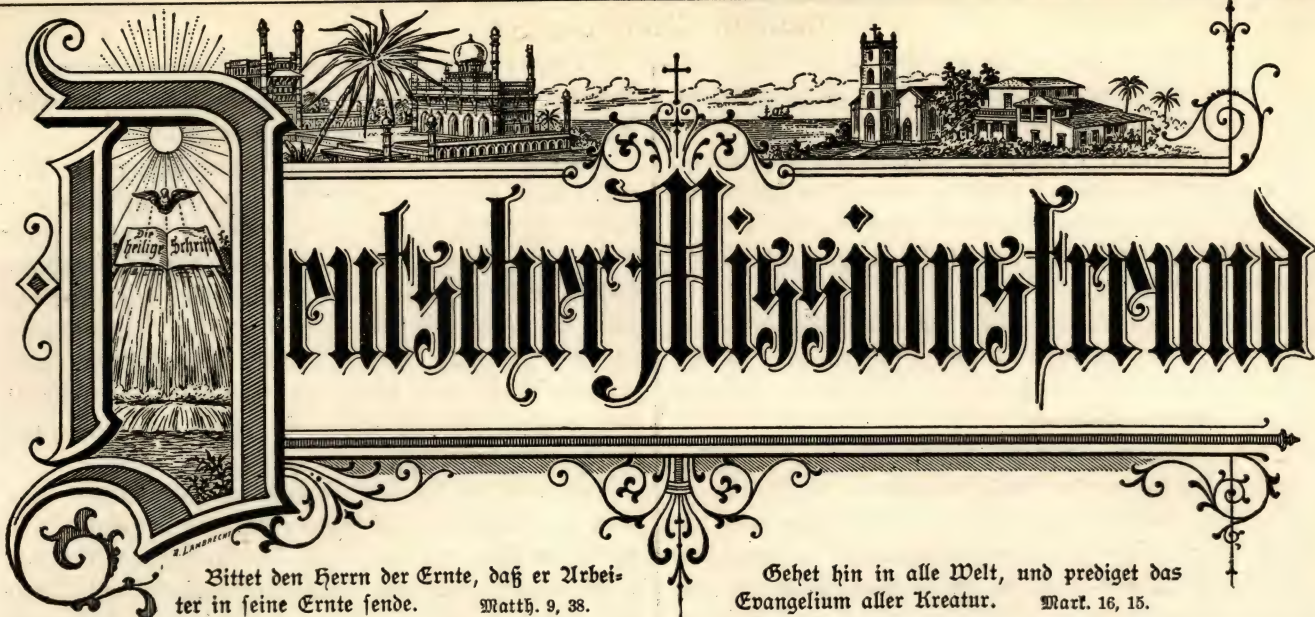 Die heilige Schrift
Deutscher Missionsfreund
Z. LAMBRECHT
Bittet den Herrn der Ernte, daß er Arbei=
ter in seine Ernte sende. Matth. 9, 38.
Gehet hin in alle Welt, und prediget das
Evangelium aller Kreatur. Mark. 16, 15.